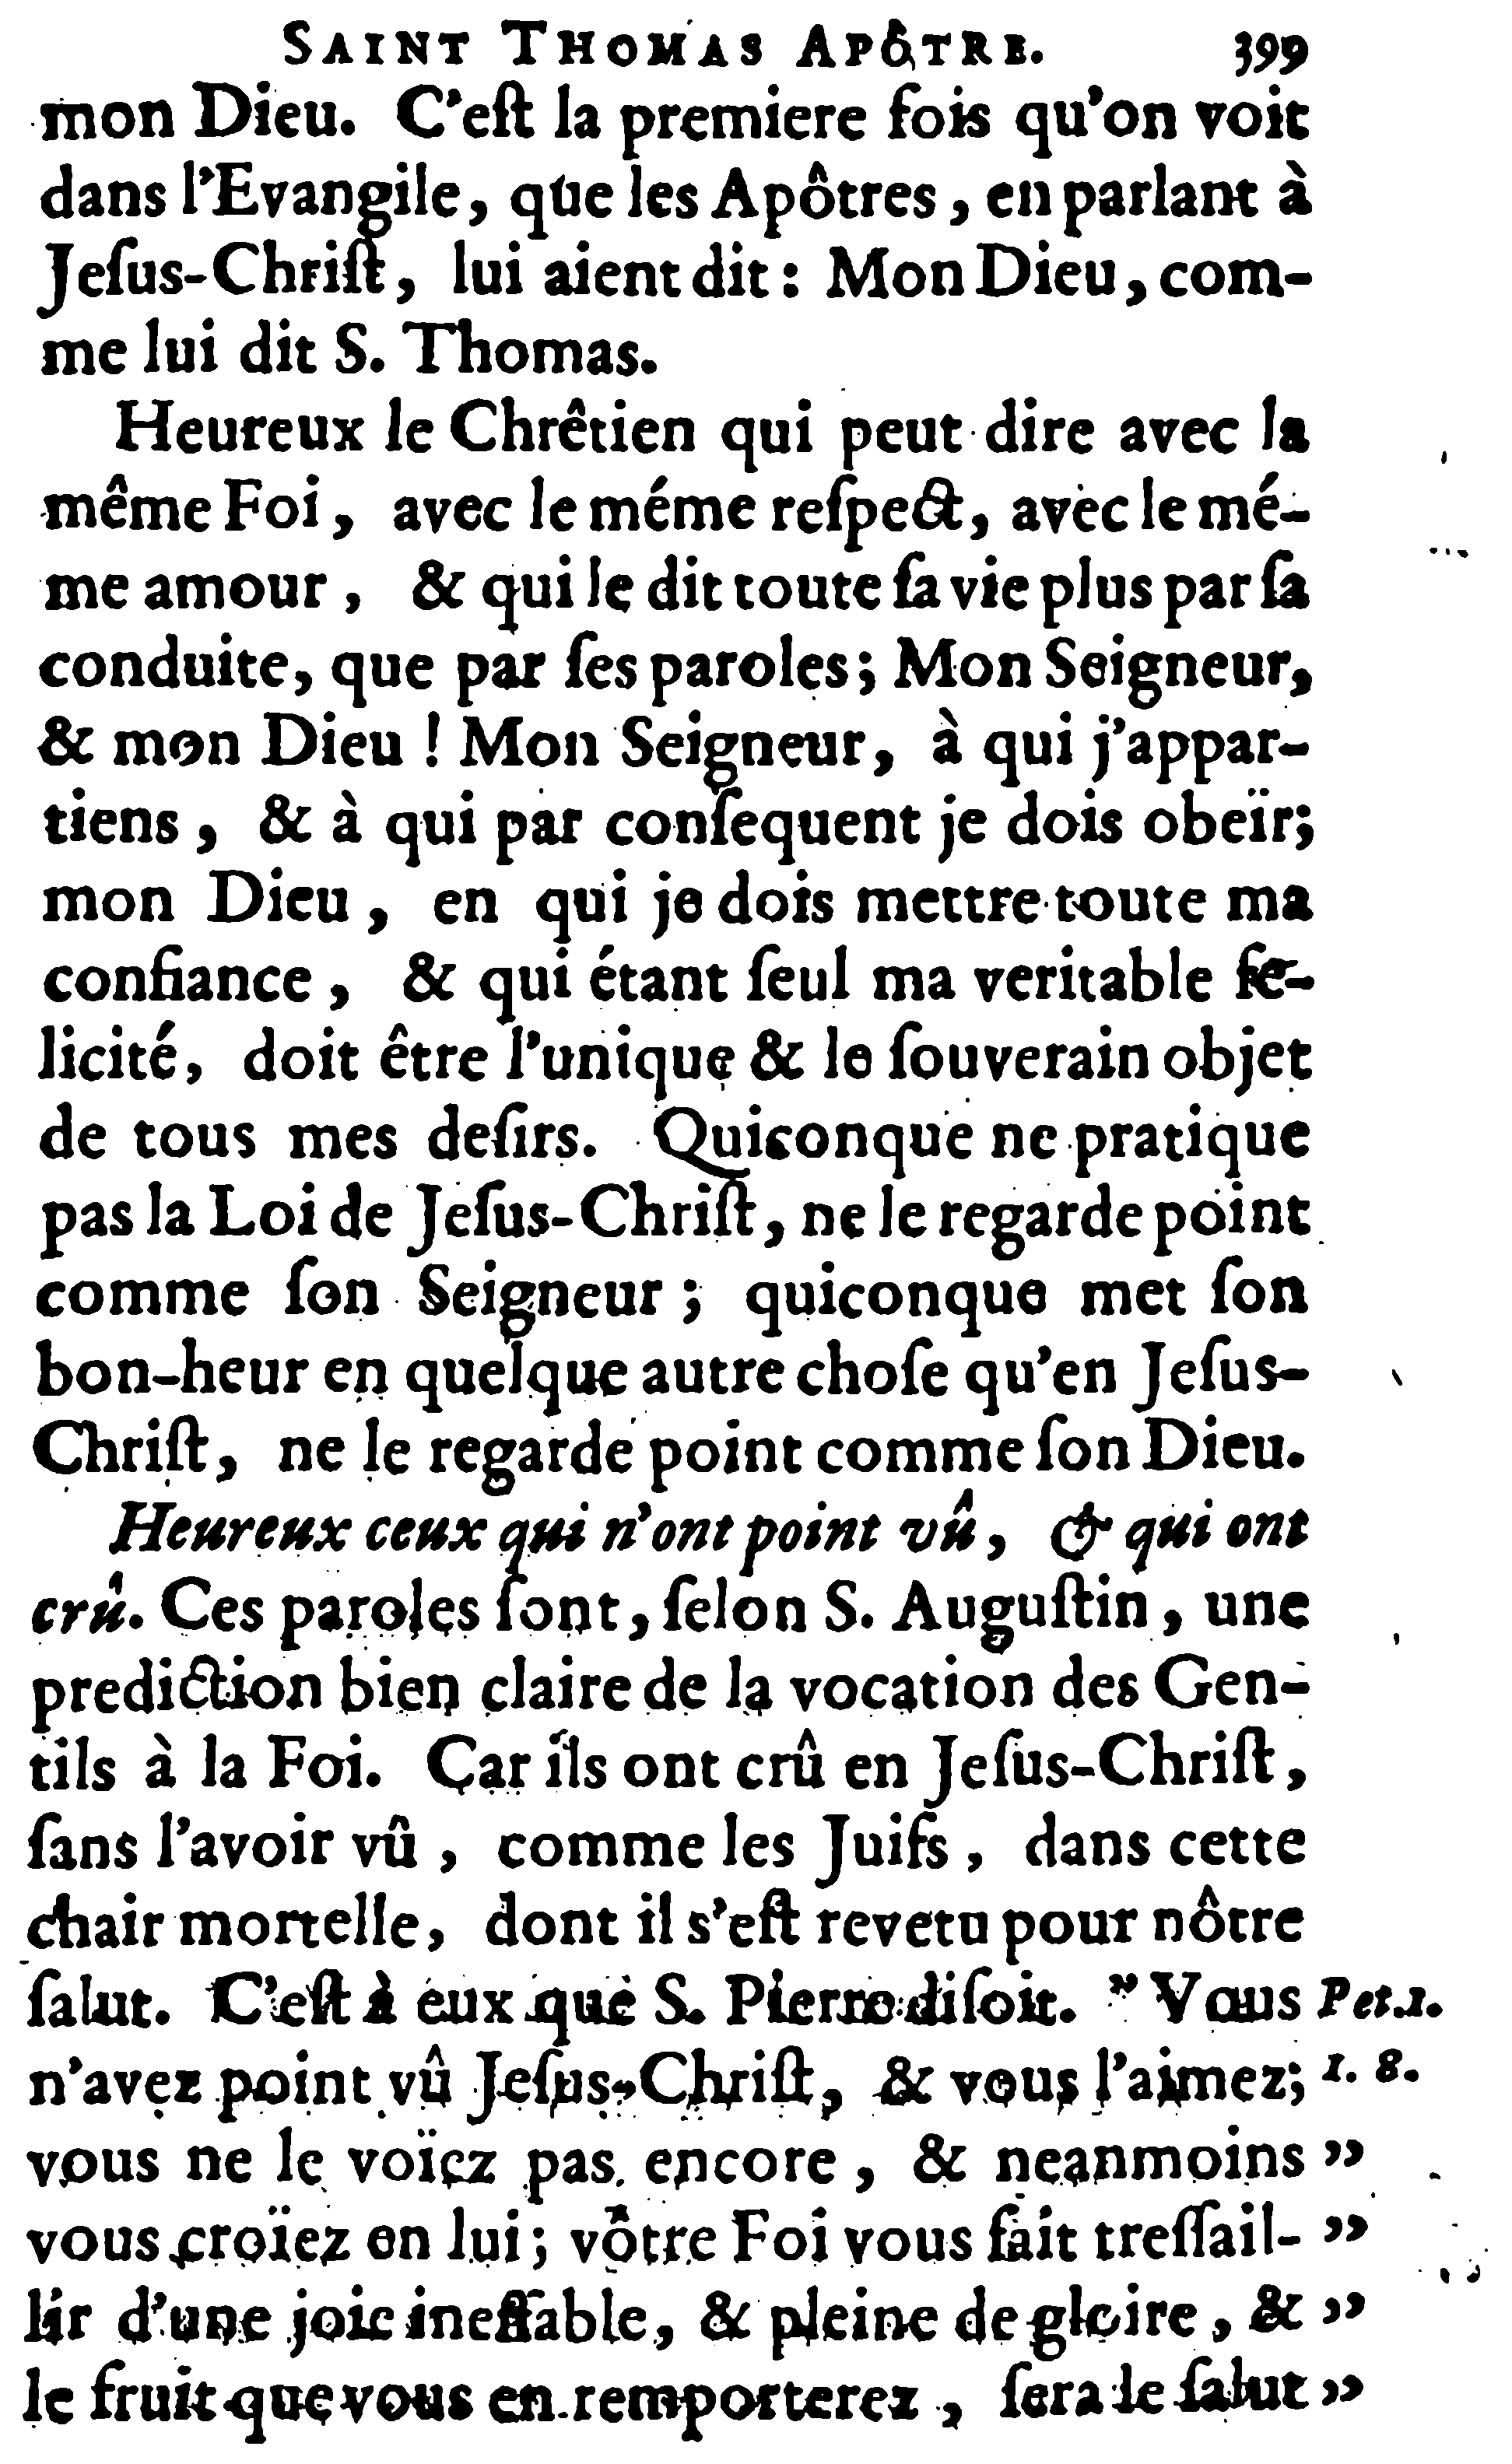 SAINT THOMAS APÔTRE. 399
mon Dieu. C'eſt la premiere fois qu'on voit
dans l'Evangile, que les Apôtres, en parlant à
Jeſus-Chriſt, lui aient dit : Mon Dieu, com-
me lui dit S. Thomas.
Heureux le Chrêtien qui peut dire avec la
même Foi, avec le méme reſpect, avec le mé-
me amour, & qui le dit toute ſa vie plus par ſa
conduite, que par ſes paroles ; Mon Seigneur,
& mon Dieu ! Mon Seigneur, à qui j'appar-
tiens, & à qui par conſequent je dois obeïr;
mon Dieu, en qui je dois mettre toute ma
confiance, & qui étant ſeul ma veritable fe-
licité, doit être l'unique & le ſouverain objet
de tous mes deſirs. Quiconque ne pratique
pas la Loi de Jeſus-Chriſt, ne le regarde point
comme ſon Seigneur ; quiconque met ſon
bon-heur en quelque autre choſe qu'en Jeſus-
Chriſt, ne le regarde point comme ſon Dieu.
Heureux ceux qui n'ont point vû, & qui ont
crû. Ces paroles ſont, ſelon S. Auguſtin, une
prediction bien claire de la vocation des Gen-
tils à la Foi. Car ils ont crû en Jeſus-Chriſt,
ſans l'avoir vû, comme les Juifs, dans cette
chair mortelle, dont il s'eſt revetu pour nôtre
ſalut. C'eſt à eux que S. Pierre diſoit. " Vous Pet. 1.
n'avez point vû Jeſus-Chriſt, & vous l'aimez; 1. 8.
vous ne le voïez pas encore, & neanmoins "
vous croïez en lui ; vôtre Foi vous fait treſſail- "
lir d'une joie ineffable, & pleine de gloire, & "
le fruit que vous en remporterez, ſera le ſalut "